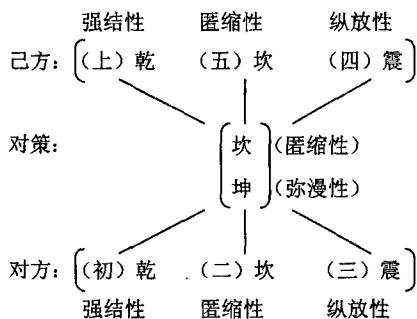 强结性 匿缩性 纵放性
己方：（上）乾 （五）坎 （四）震
对策： 坎 （匿缩性）
坤 （弥漫性）
对方：（初）乾 （二）坎 （三）震
强结性 匿缩性 纵放性